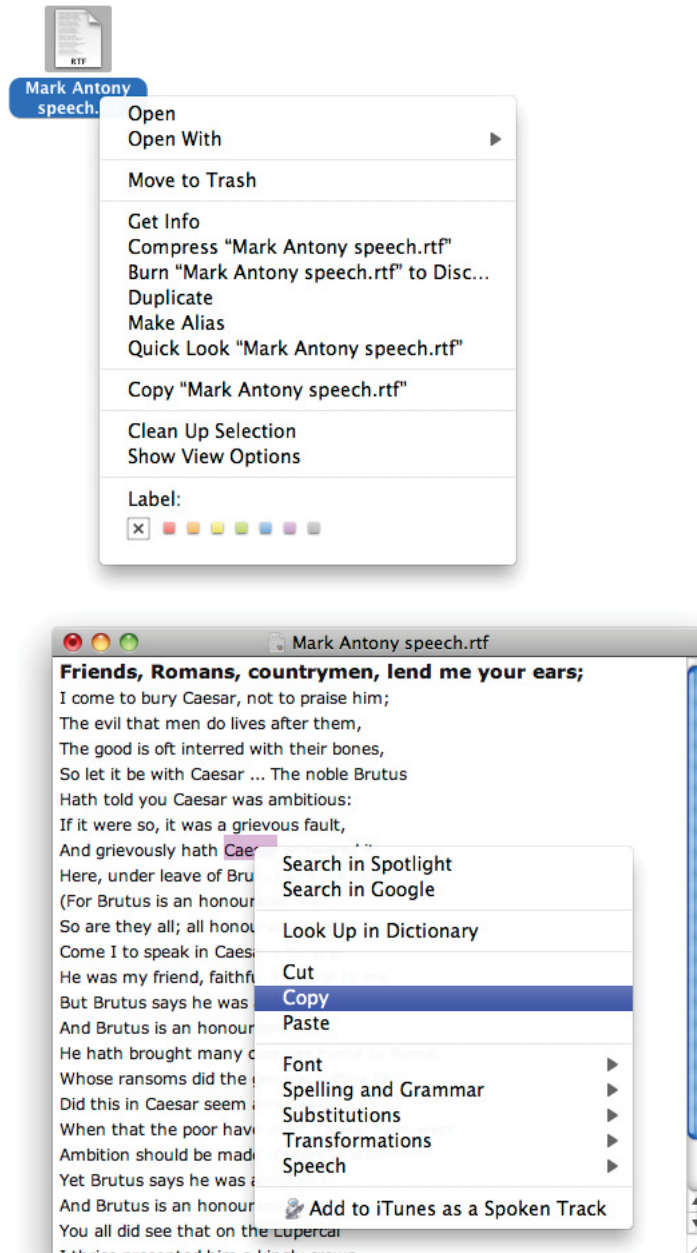 RTF
Mark Antony
speech.
Open
Open With
Move to Trash
Get Info
Compress “Mark Antony speech.rtf”
Burn “Mark Antony speech.rtf” to Disc...
Duplicate
Make Alias
Quick Look “Mark Antony speech.rtf”
Copy “Mark Antony speech.rtf”
Clean Up Selection
Show View Options
Label:
Mark Antony speech.rtf
Friends, Romans, countrymen, lend me your ears;
I come to bury Caesar, not to praise him;
The evil that men do lives after them,
The good is oft interred with their bones,
So let it be with Caesar ... The noble Brutus
Hath told you Caesar was ambitious:
If it were so, it was a grievous fault,
And grievously hath Caes
Here, under leave of Bru
(For Brutus is an honour
So are they all; all honou
Come I to speak in Caesa
He was my friend, faithfu
But Brutus says he was
And Brutus is an honour
He hath brought many
Whose ransoms did the
Did this in Caesar seem
When that the poor have
Ambition should be made
Yet Brutus says he was a
And Brutus is an honour
You all did see that on the Lupercal
I thrice presented him a kingly crown
Search in Spotlight
Search in Google
Look Up in Dictionary
Cut
Copy
Paste
Font
Spelling and Grammar
Substitutions
Transformations
Speech
Add to iTunes as a Spoken Track